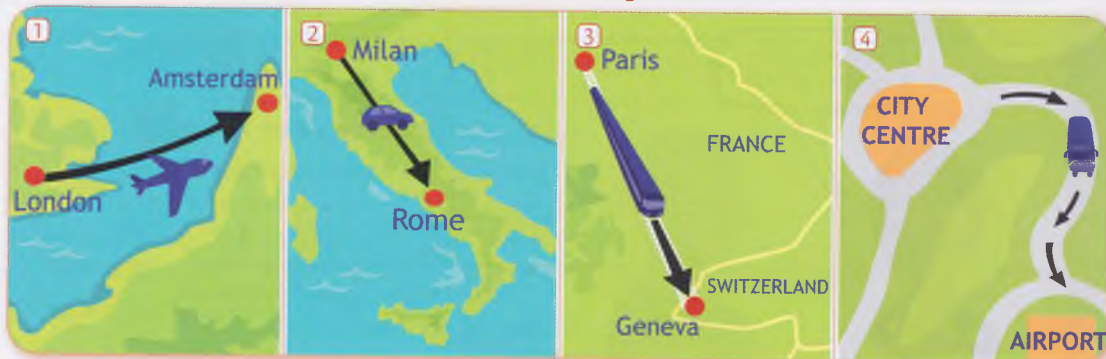 1
Amsterdam
London
2
Milan
Rome
3
Paris
FRANCE
SWITZERLAND
Geneva
4
CITY
CENTRE
AIRPORT